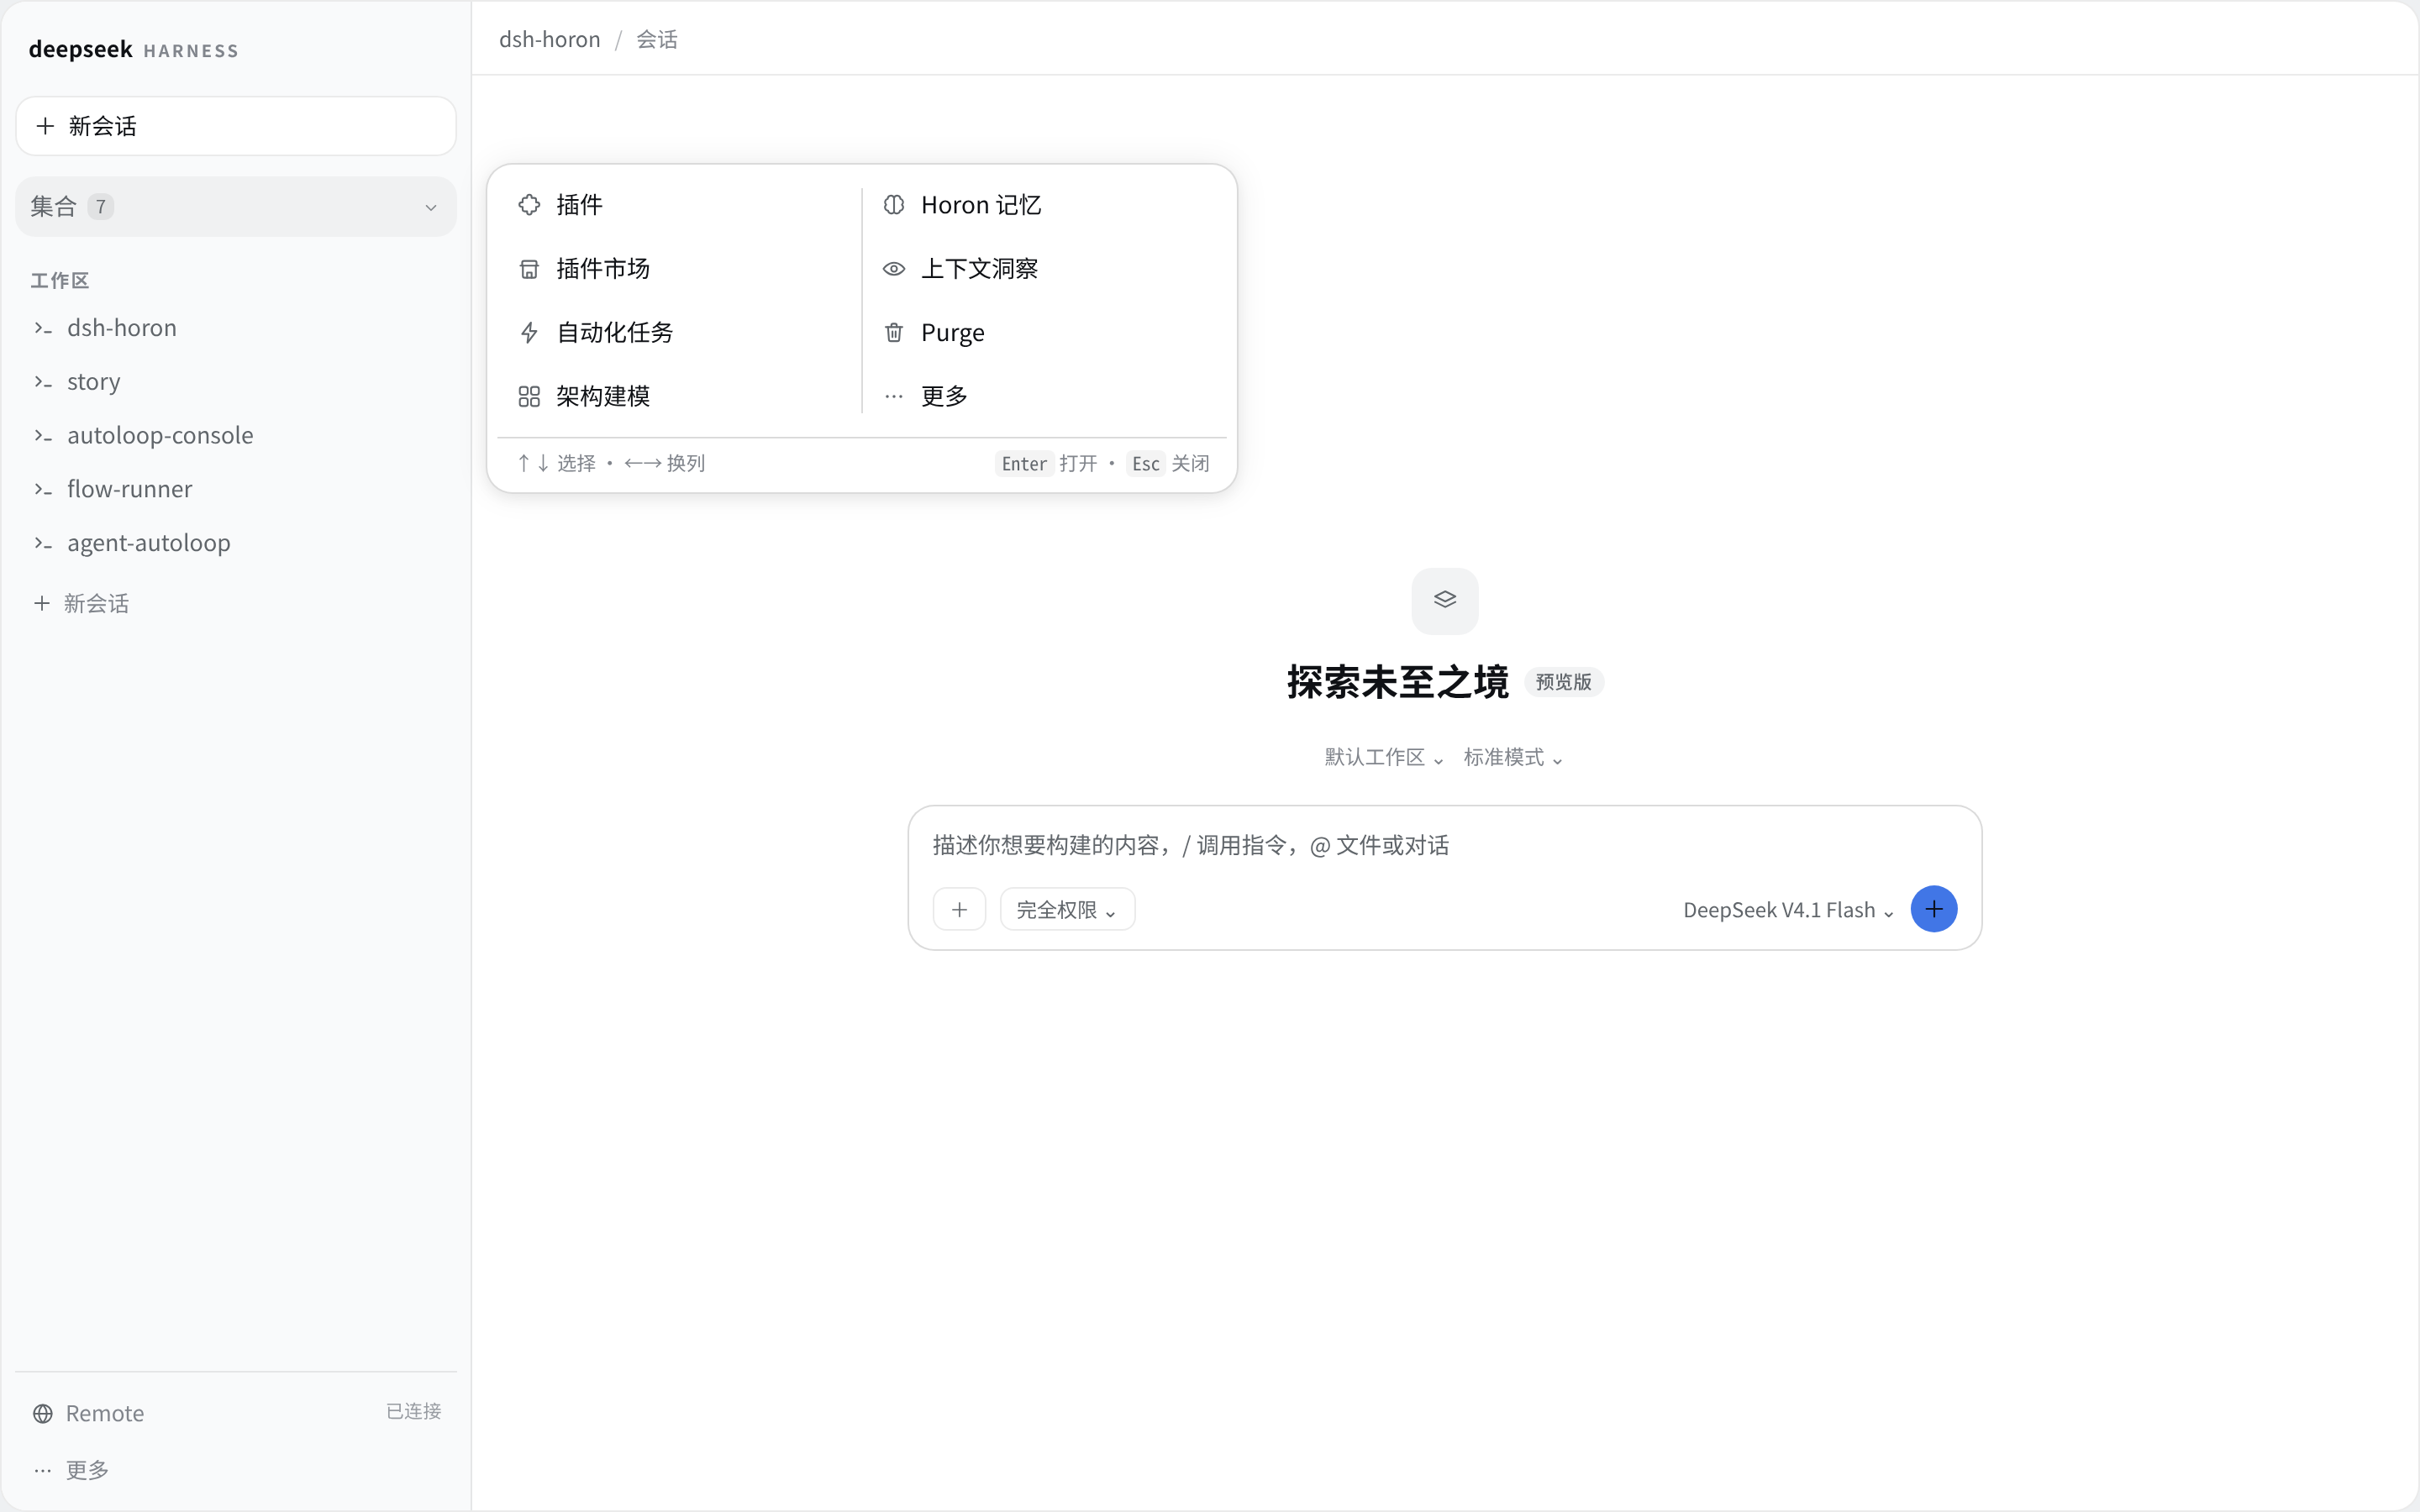 deepseek HARNESS
新会话
集合 7
工作区
dsh-horon
story
autoloop-console
flow-runner
agent-autoloop
新会话
Remote 已连接
更多
dsh-horon / 会话
插件
插件市场
自动化任务
架构建模
Horon 记忆
上下文洞察
Purge
更多
↑↓ 选择 · ←→ 换列
Enter 打开 · Esc 关闭
探索未至之境 预览版
默认工作区 标准模式
描述你想要构建的内容，/ 调用指令，@ 文件或对话
完全权限
DeepSeek V4.1 Flash